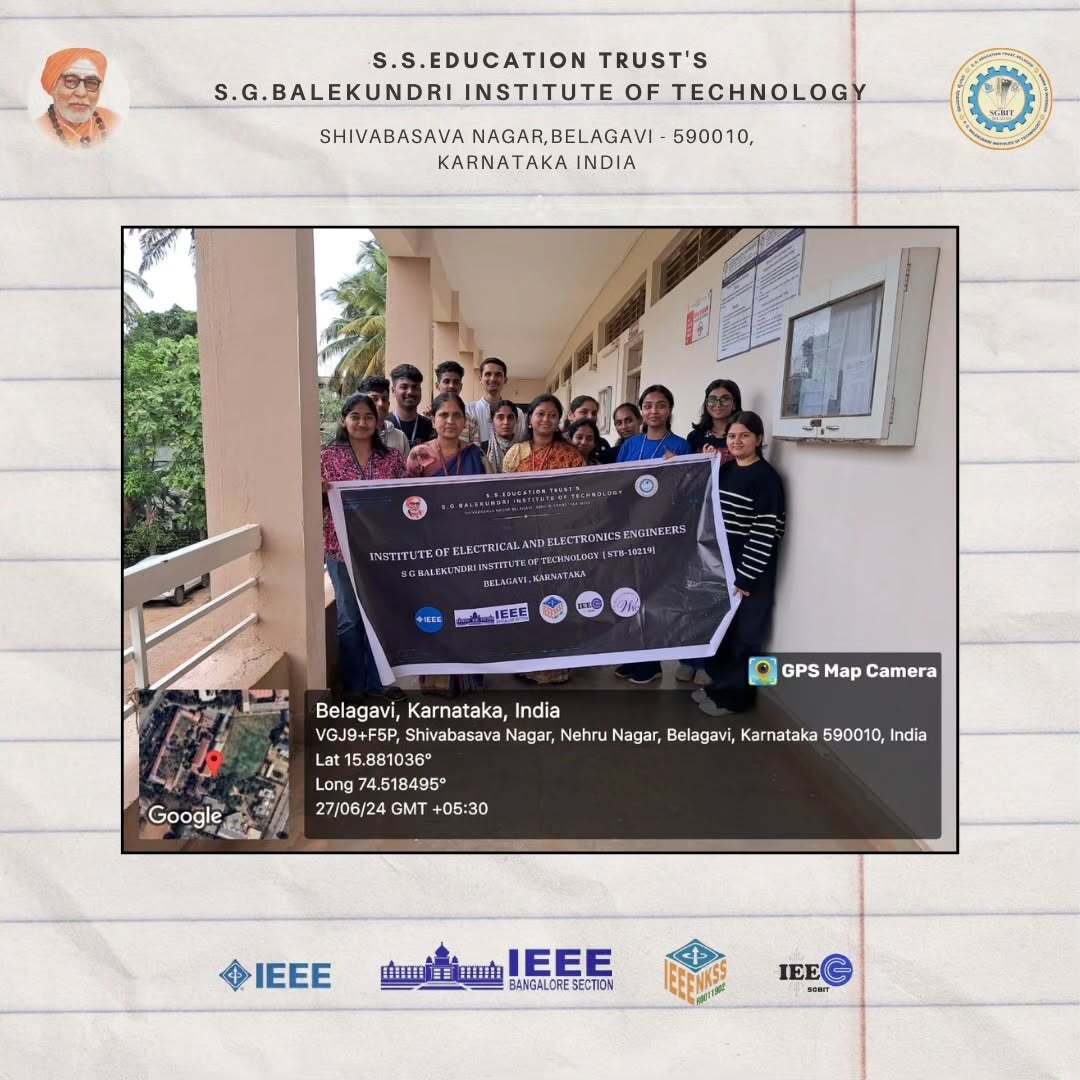 S.S.EDUCATION TRUST'S
S.G.BALEKUNDRI INSTITUTE OF TECHNOLOGY
SHIVABASAVA NAGAR,BELAGAVI - 590010,
KARNATAKA INDIA
SGBIT
S.S.EDUCATION TRUST'S
S.G.BALEKUNDRI INSTITUTE OF TECHNOLOGY
INSTITUTE OF ELECTRICAL AND ELECTRONICS ENGINEERS
S G BALEKUNDRI INSTITUTE OF TECHNOLOGY [ STB-10219]
BELAGAVI , KARNATAKA
IEEE
IEEE
GPS Map Camera
Belagavi, Karnataka, India
VGJ9+F5P, Shivabasava Nagar, Nehru Nagar, Belagavi, Karnataka 590010, India
Lat 15.881036°
Long 74.518495°
27/06/24 GMT +05:30
Google
IEEE
IEEE
BANGALORE SECTION
IEEENKSS
R0011902
IEEE
SGBIT